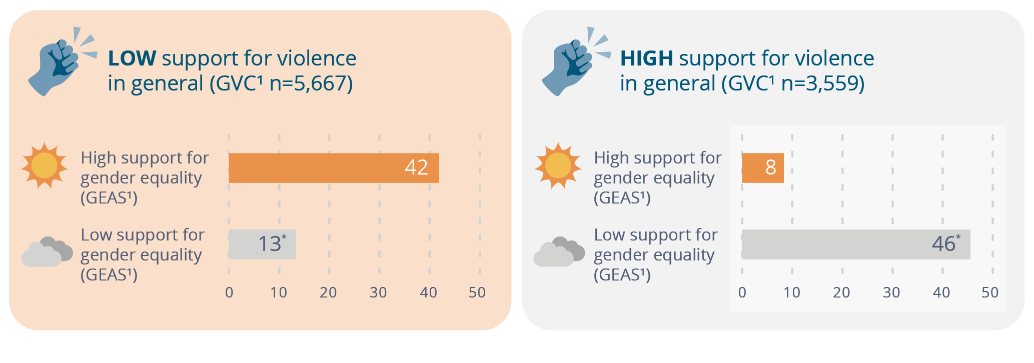 LOW support for violence
in general (GVC¹ n=5,667)
High support for
gender equality
(GEAS¹)
42
Low support for
gender equality
(GEAS¹)
13*
0 10 20 30 40 50
HIGH support for violence
in general (GVC¹ n=3,559)
High support for
gender equality
(GEAS¹)
8
Low support for
gender equality
(GEAS¹)
46*
0 10 20 30 40 50